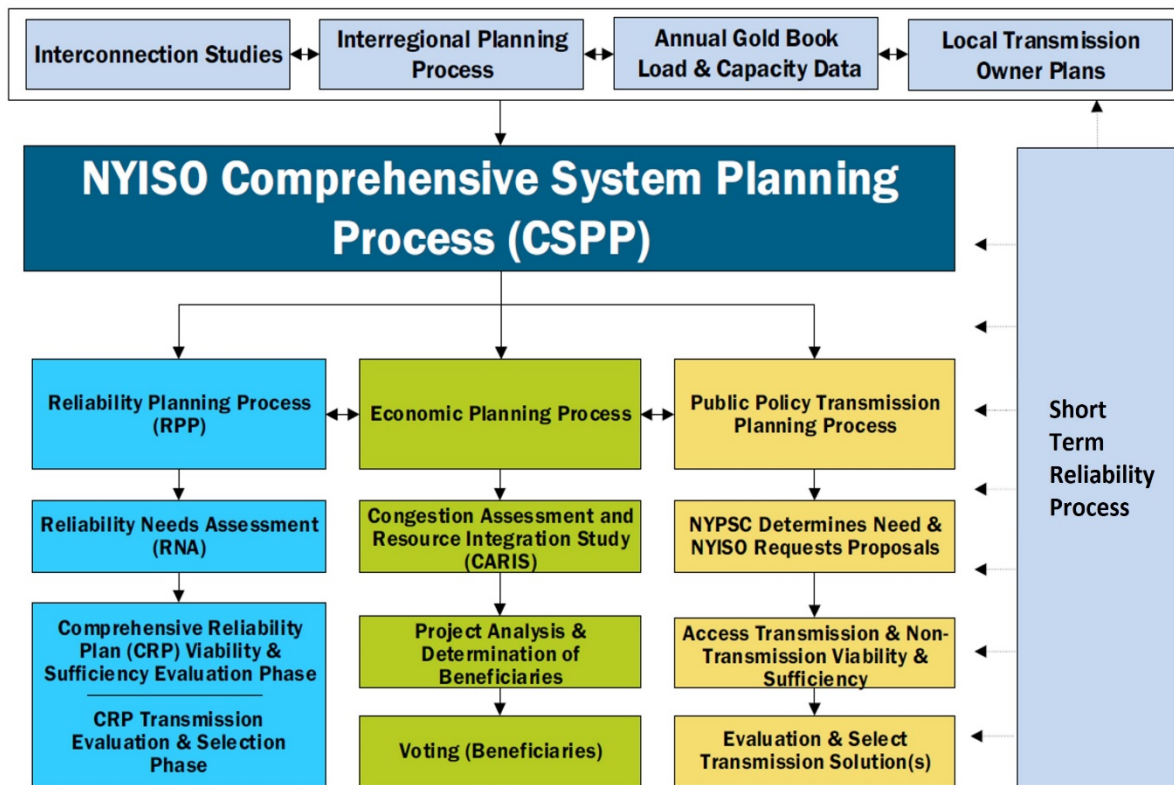 Interconnection Studies
Interregional Planning
Process
Annual Gold Book
Load & Capacity Data
Local Transmission
Owner Plans
NYISO Comprehensive System Planning
Process (CSPP)
Reliability Planning Process
(RPP)
Economic Planning Process
Public Policy Transmission
Planning Process
Short
Term
Reliability
Process
Reliability Needs Assessment
(RNA)
Congestion Assessment and
Resource Integration Study
(CARIS)
NYPSC Determines Need &
NYISO Requests Proposals
Comprehensive Reliability
Plan (CRP) Viability &
Sufficiency Evaluation Phase
CRP Transmission
Evaluation & Selection
Phase
Project Analysis &
Determination of
Beneficiaries
Access Transmission & Non-
Transmission Viability &
Sufficiency
Voting (Beneficiaries)
Evaluation & Select
Transmission Solution(s)